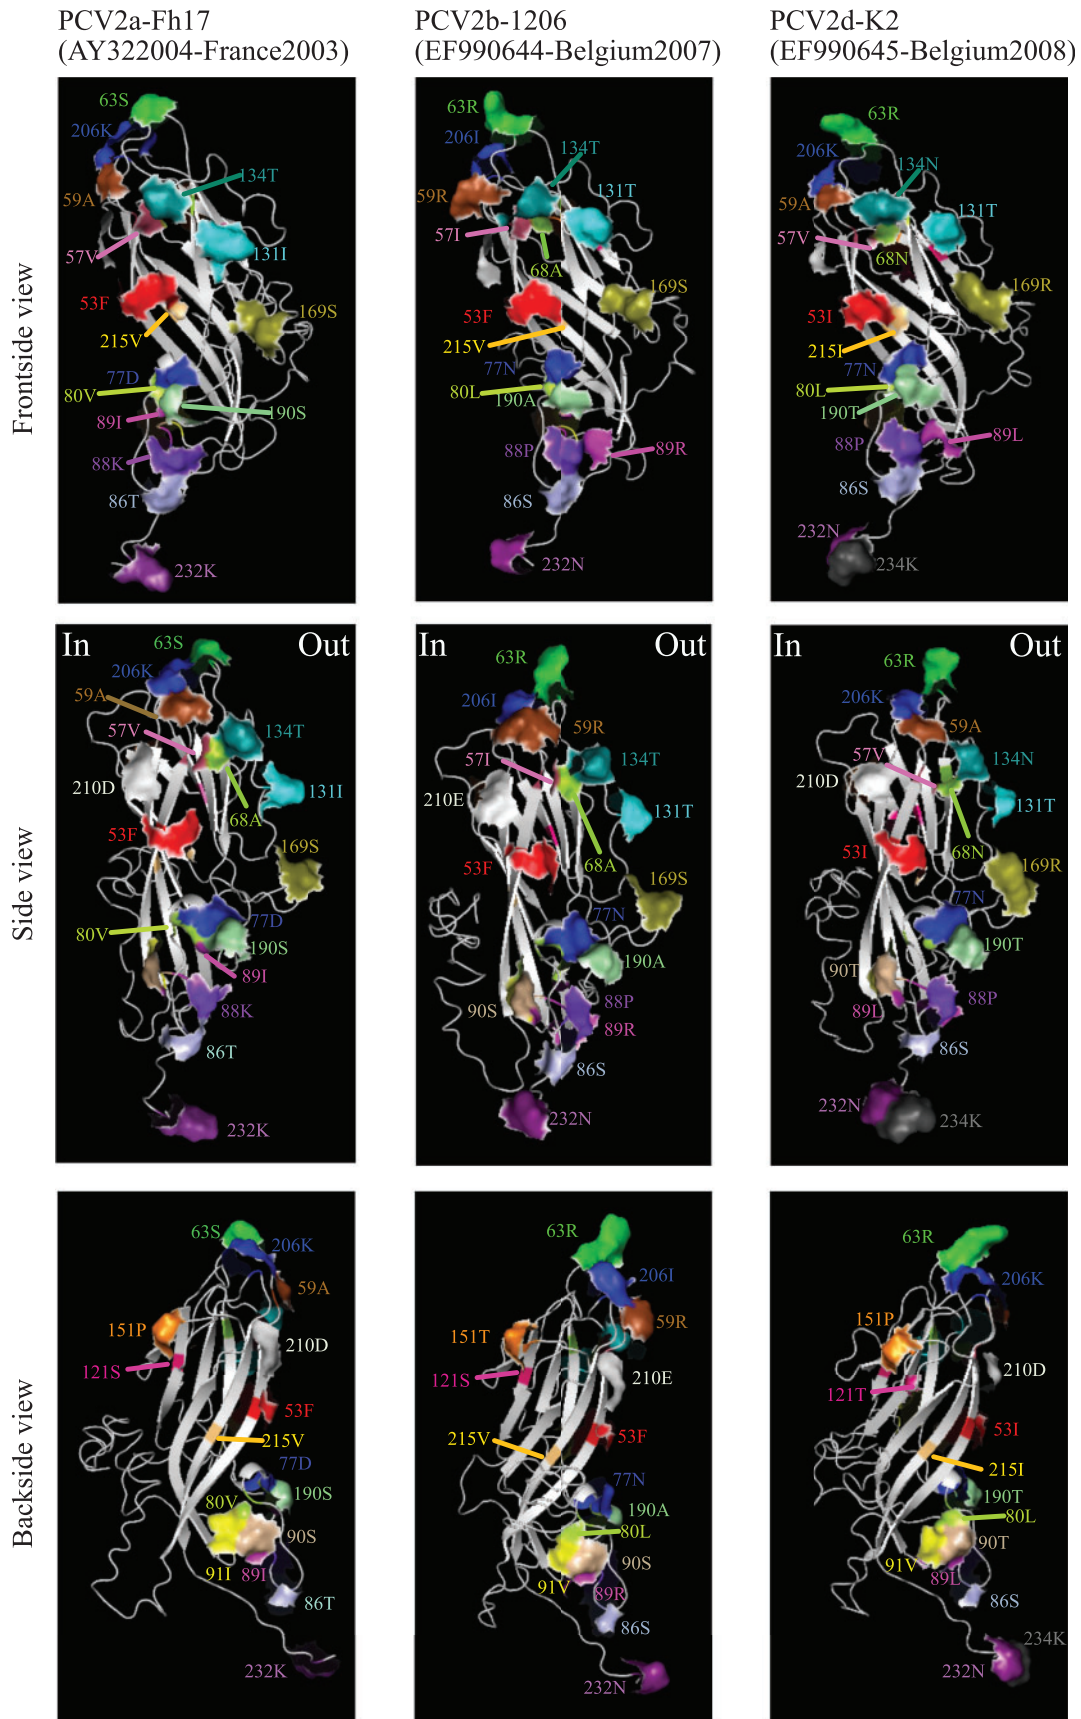 PCV2a-Fh17
(AY322004-France2003)
PCV2b-1206
(EF990644-Belgium2007)
PCV2d-K2
(EF990645-Belgium2008)
Frontside view
63S
206K
134T
59A
57V
131I
53F
169S
215V
77D
80V
190S
89I
88K
86T
232K
63R
206I
134T
59R
131T
57I
68A
169S
53F
215V
77N
80L
190A
88P
89R
86S
232N
63R
206K
134N
59A
131T
57V
68N
169R
53I
215I
77N
80L
190T
88P
89L
86S
232N
234K
Side view
In
Out
63S
206K
59A
57V
134T
210D
131I
68A
53F
169S
77D
80V
190S
89I
88K
86T
232K
In
Out
63R
206I
59R
57I
134T
210E
131T
53F
68A
169S
77N
190A
90S
88P
89R
86S
232N
In
Out
63R
206K
59A
57V
134N
210D
131T
53I
68N
169R
77N
190T
90T
89L
88P
86S
232N
234K
Backside view
63S
206K
59A
151P
210D
121S
53F
215V
77D
190S
80V
90S
91I
89I
86T
232K
63R
206I
59R
151T
210E
121S
215V
53F
77N
190A
80L
90S
91V
89R
86S
232N
63R
206K
151P
210D
121T
53I
215I
190T
80L
90T
91V
89L
86S
234K
232N